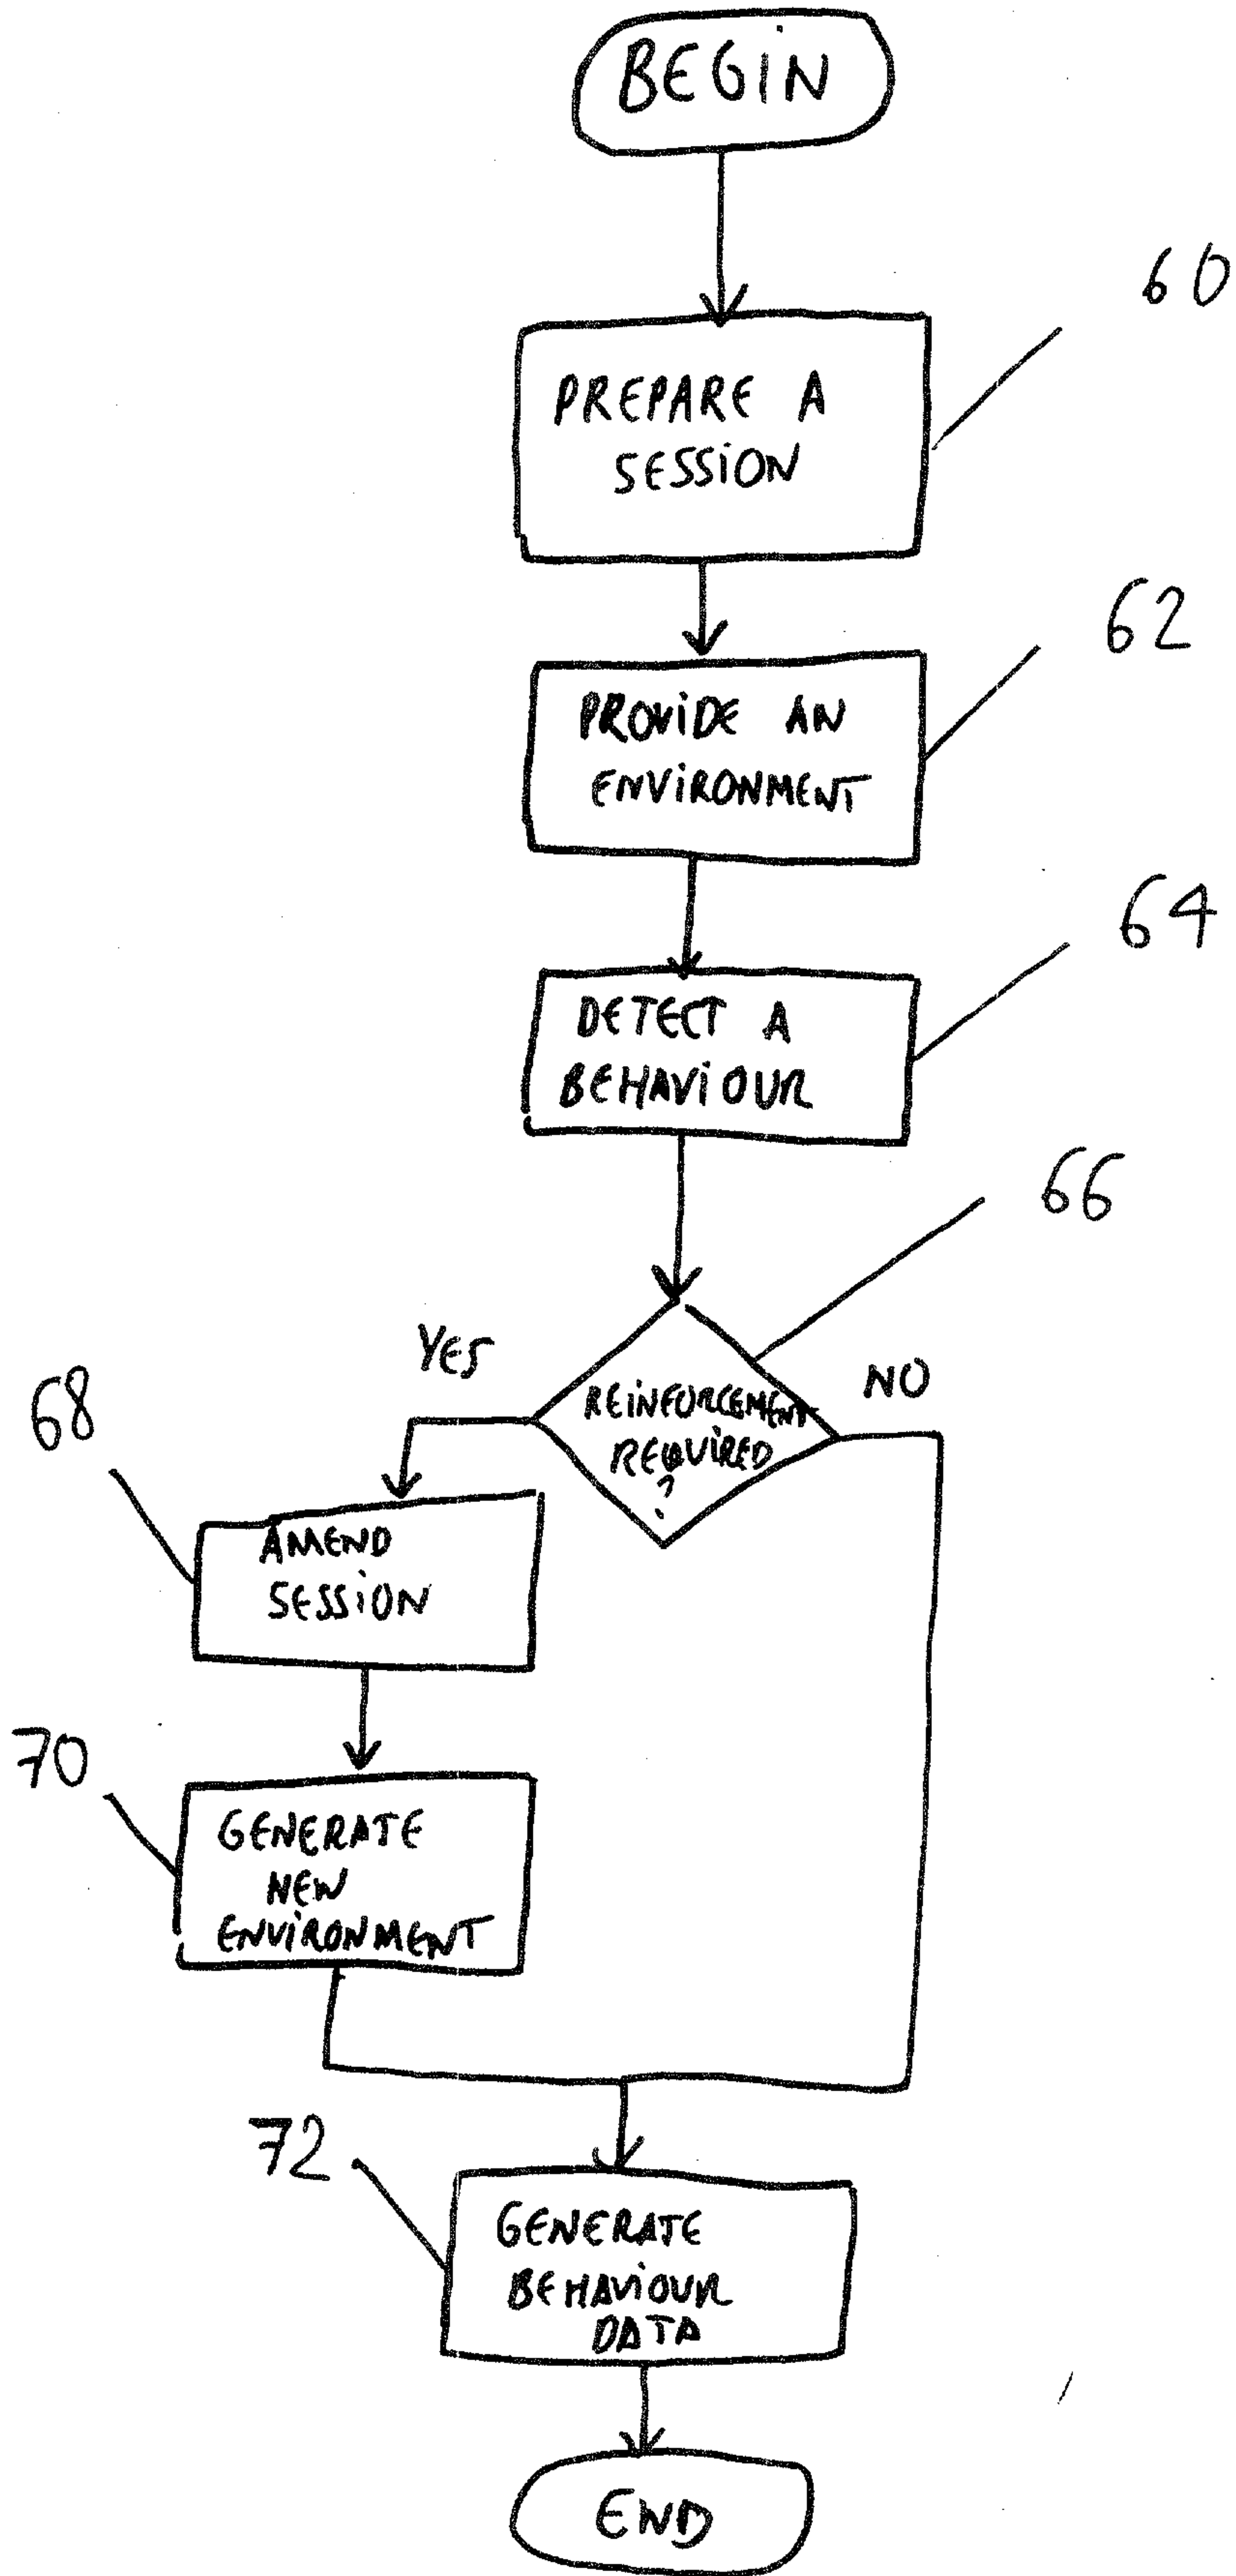 BEGiN
60
PREPARE A
SESSiON
62
PROViDE AN
ENViRONMENT
64
DETECT A
BEHAViOUR
66
YES
NO
REiNFORCEMENT
REQUiRED
?
68
AMEND
SESSiON
70
GENERATE
NEW
ENViRONMENT
72
GENERATE
BEHAViOUR
DATA
END